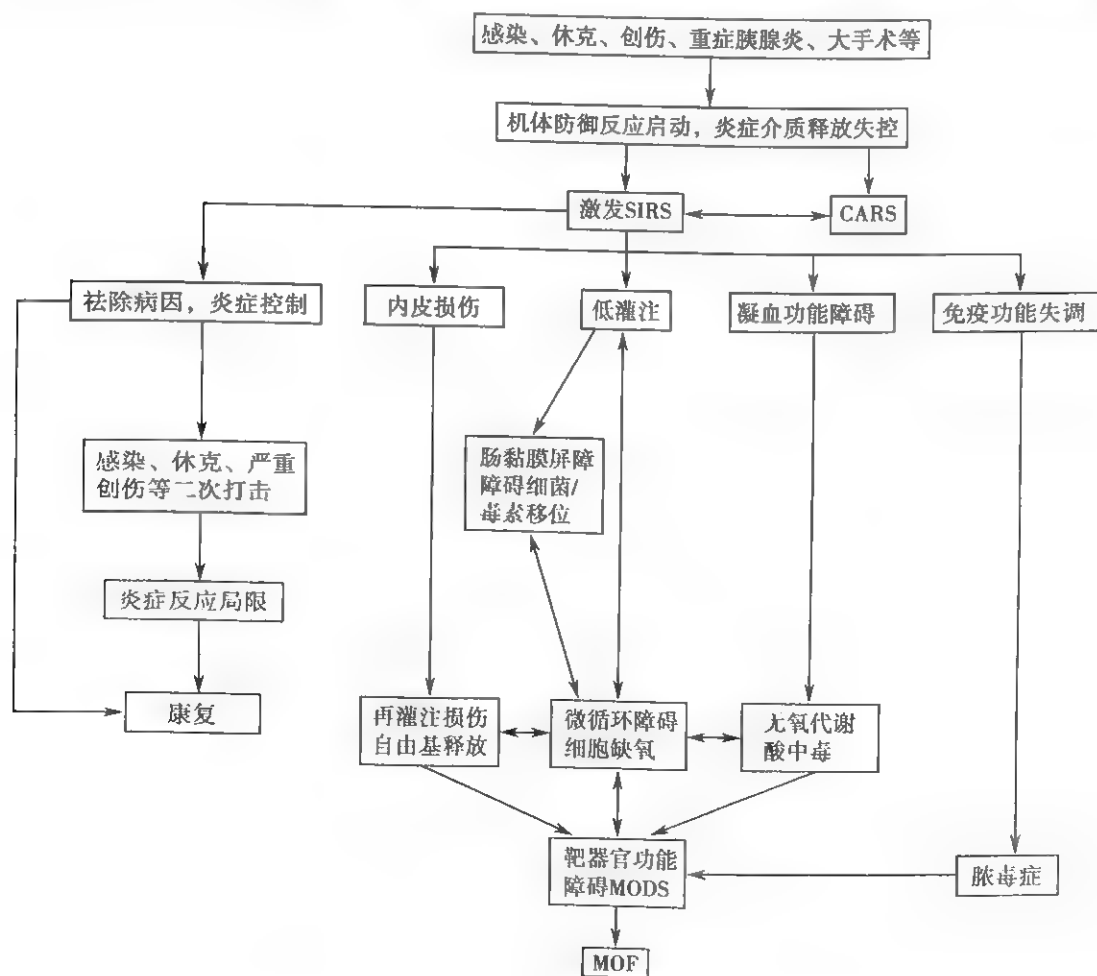 感染、休克、创伤、重症胰腺炎、大手术等
机体防御反应启动，炎症介质释放失控
激发SIRS
CARS
祛除病因，炎症控制
内皮损伤
低灌注
凝血功能障碍
免疫功能失调
感染、休克、严重
创伤等二次打击
肠黏膜屏障
障碍细菌/
毒素移位
炎症反应局限
康复
再灌注损伤
自由基释放
微循环障碍
细胞缺氧
无氧代谢
酸中毒
靶器官功能
障碍MODS
脓毒症
MOF